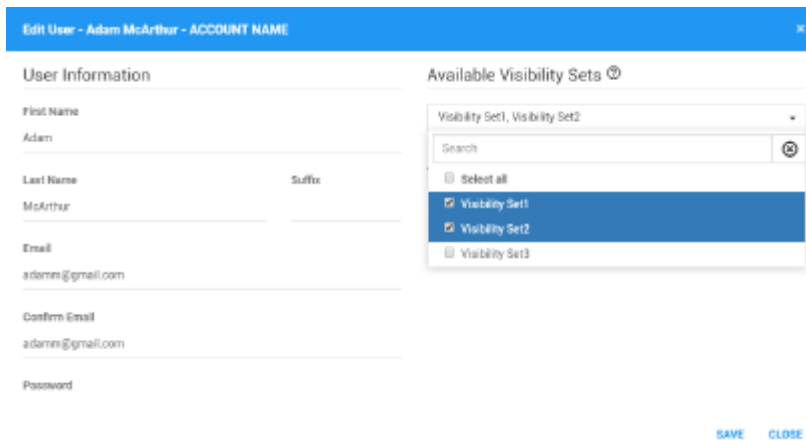 Edit User - Adam McArthur - ACCOUNT NAME
User Information
First Name
Adam
Last Name
Suffix
McArthur
Email
adamm@gmail.com
Confirm Email
adamm@gmail.com
Password
Available Visibility Sets
Visibility Set1, Visibility Set2
Search
Select all
Visibility Set1
Visibility Set2
Visibility Set3
SAVE CLOSE